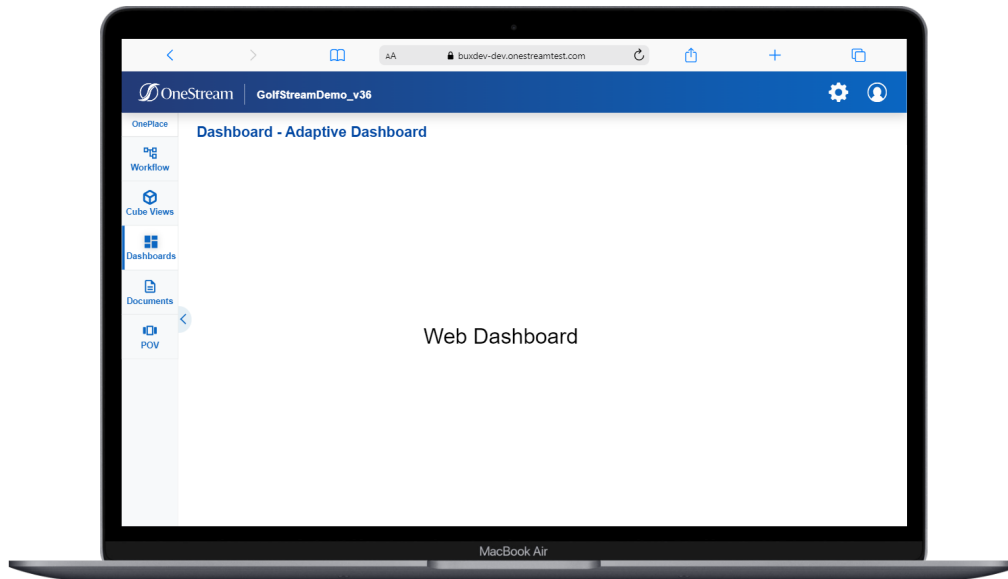 AA
buxdev-dev.onestreamtest.com
OneStream
GolfStreamDemo_v36
OnePlace
Dashboard - Adaptive Dashboard
Workflow
Cube Views
Dashboards
Documents
POV
Web Dashboard
MacBook Air